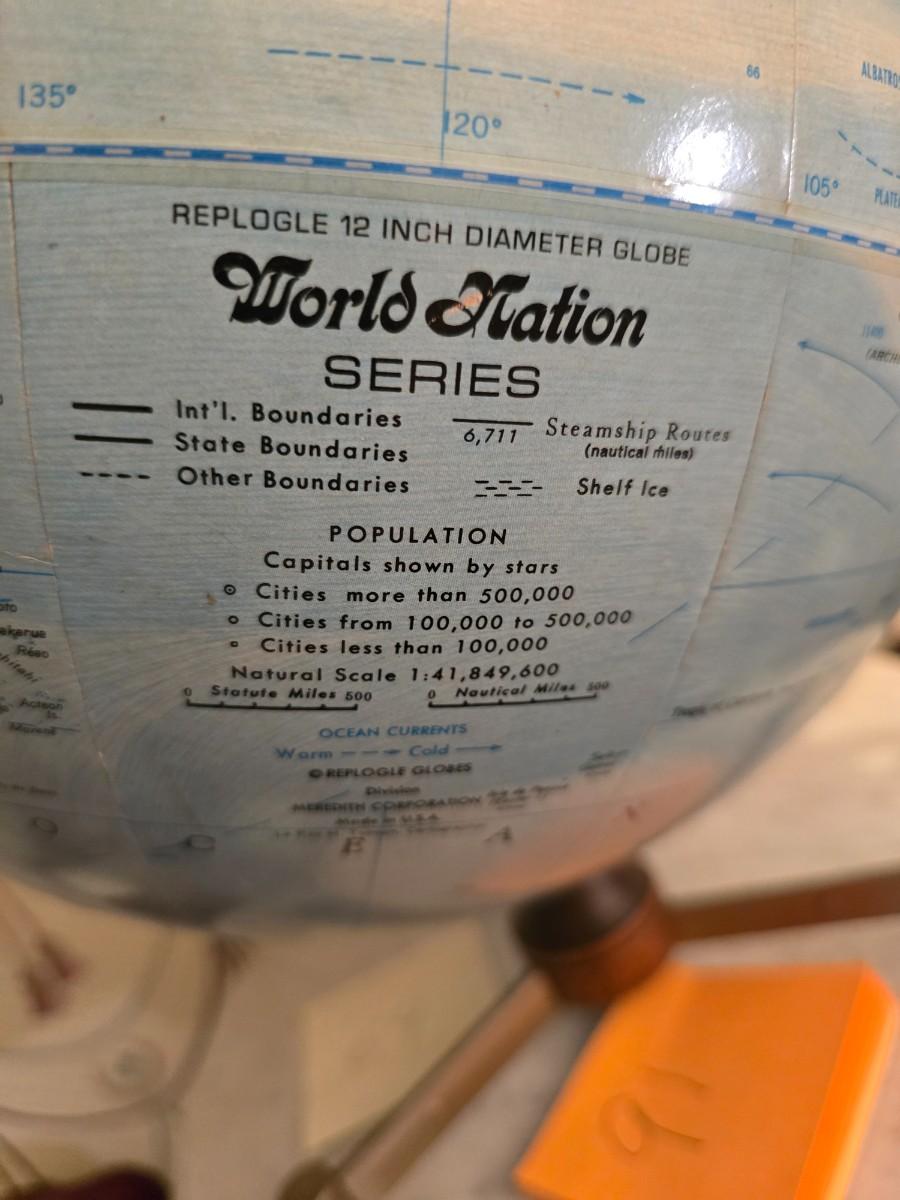 135°
120°
66
105°
REPLOGLE 12 INCH DIAMETER GLOBE
World Nation
SERIES
Int'l. Boundaries
State Boundaries
Other Boundaries
6,711 Steamship Routes
(nautical miles)
Shelf Ice
POPULATION
Capitals shown by stars
Cities more than 500,000
Cities from 100,000 to 500,000
Cities less than 100,000
Natural Scale 1:41,849,600
0 Statute Miles 500 0 Nautical Miles 500
OCEAN CURRENTS
Warm Cold
© REPLOGLE GLOBES
Division
MEREDITH CORPORATION
Made in U.S.A.
Réao
91